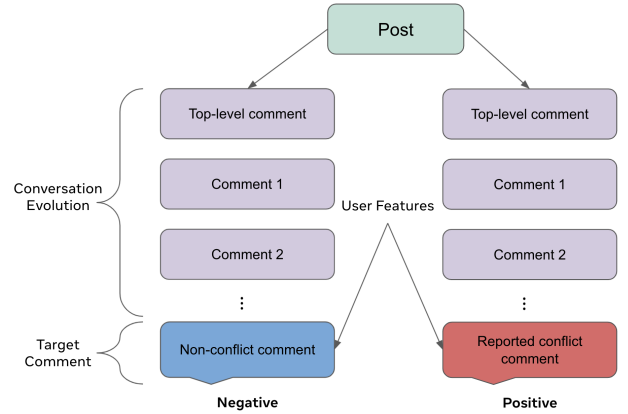 Post
Top-level comment
Top-level comment
Comment 1
Comment 1
Conversation
Evolution
User Features
Comment 2
Comment 2
⋮
⋮
Target
Comment
Non-conflict comment
Reported conflict
comment
Negative
Positive